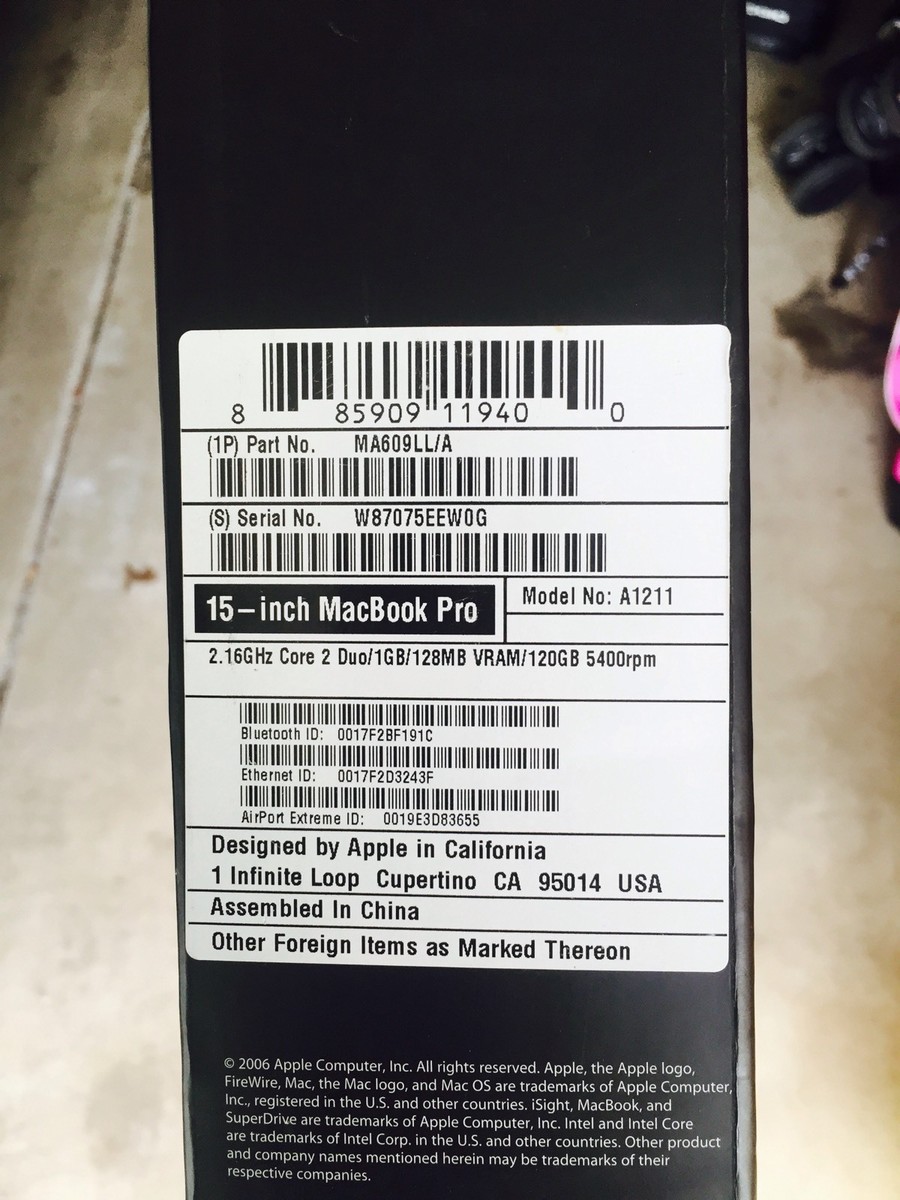 8 85909 11940 0
(1P) Part No. MA609LL/A
(S) Serial No. W87075EEW0G
15-inch MacBook Pro
Model No: A1211
2.16GHz Core 2 Duo/1GB/128MB VRAM/120GB 5400rpm
Bluetooth ID: 0017F2BF191C
Ethernet ID: 0017F2D3243F
AirPort Extreme ID: 0019E3D83655
Designed by Apple in California
1 Infinite Loop Cupertino CA 95014 USA
Assembled In China
Other Foreign Items as Marked Thereon
© 2006 Apple Computer, Inc. All rights reserved. Apple, the Apple logo,
FireWire, Mac, the Mac logo, and Mac OS are trademarks of Apple Computer,
Inc., registered in the U.S. and other countries. iSight, MacBook, and
SuperDrive are trademarks of Apple Computer, Inc. Intel and Intel Core
are trademarks of Intel Corp. in the U.S. and other countries. Other product
and company names mentioned herein may be trademarks of their
respective companies.